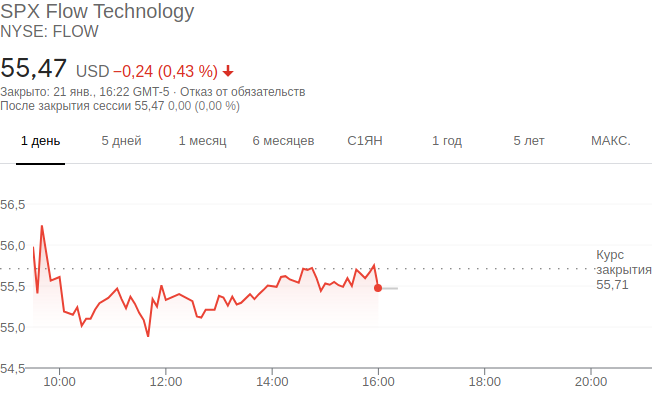 SPX Flow Technology
NYSE: FLOW
55,47 USD −0,24 (0,43 %)
Закрыто: 21 янв., 16:22 GMT-5 · Отказ от обязательств
После закрытия сессии 55,47 0,00 (0,00 %)
1 день 5 дней 1 месяц 6 месяцев С1ЯН 1 год 5 лет МАКС.
56,5
56,0
Курс
закрытия
55,71
55,5
55,0
54,5
10:00 12:00 14:00 16:00 18:00 20:00